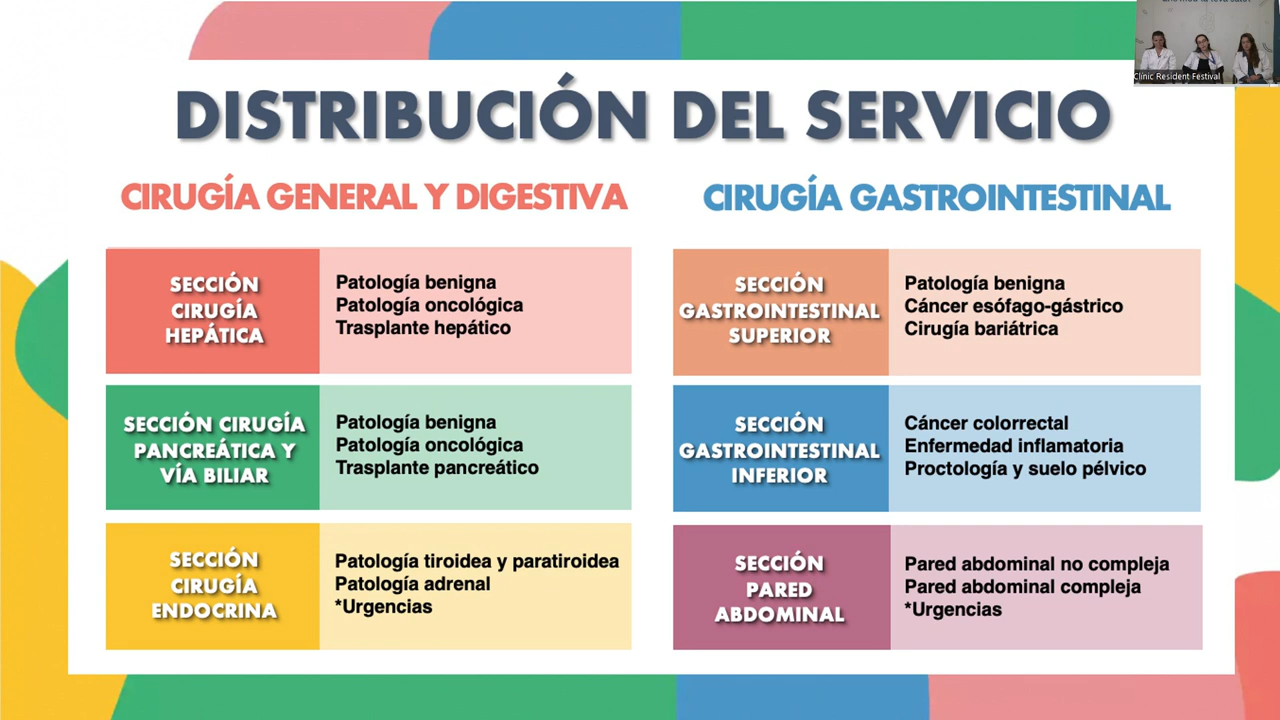 Clínic Resident Festival
DISTRIBUCIÓN DEL SERVICIO
CIRUGÍA GENERAL Y DIGESTIVA
SECCIÓN
CIRUGÍA
HEPÁTICA
Patología benigna
Patología oncológica
Trasplante hepático
SECCIÓN CIRUGÍA
PANCREÁTICA Y
VÍA BILIAR
Patología benigna
Patología oncológica
Trasplante pancreático
SECCIÓN
CIRUGÍA
ENDOCRINA
Patología tiroidea y paratiroidea
Patología adrenal
*Urgencias
CIRUGÍA GASTROINTESTINAL
SECCIÓN
GASTROINTESTINAL
SUPERIOR
Patología benigna
Cáncer esófago-gástrico
Cirugía bariátrica
SECCIÓN
GASTROINTESTINAL
INFERIOR
Cáncer colorrectal
Enfermedad inflamatoria
Proctología y suelo pélvico
SECCIÓN
PARED
ABDOMINAL
Pared abdominal no compleja
Pared abdominal compleja
*Urgencias